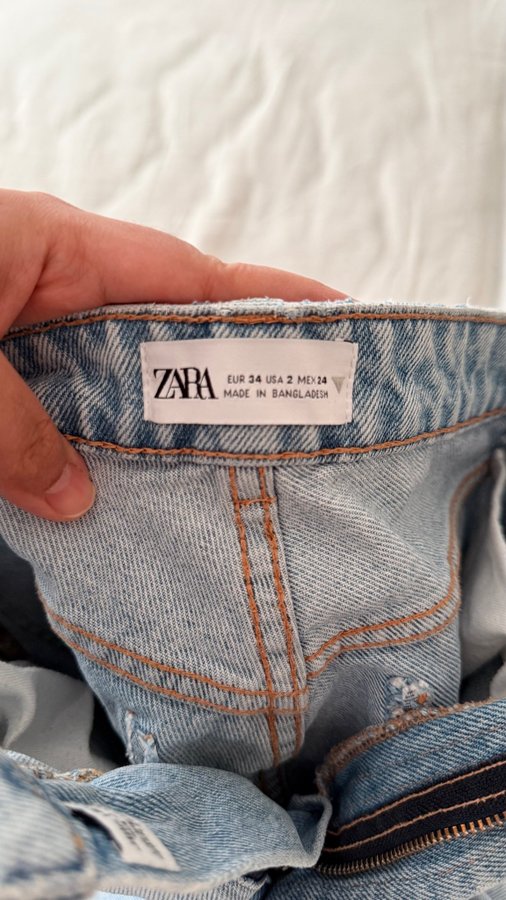 ZARA
EUR 34 USA 2 MEX 24
MADE IN BANGLADESH